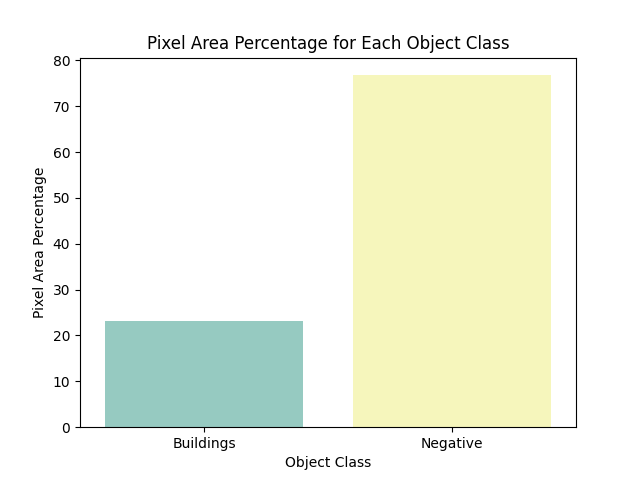 Pixel Area Percentage for Each Object Class
80
70
60
50
40
30
20
10
0
Pixel Area Percentage
Buildings
Negative
Object Class